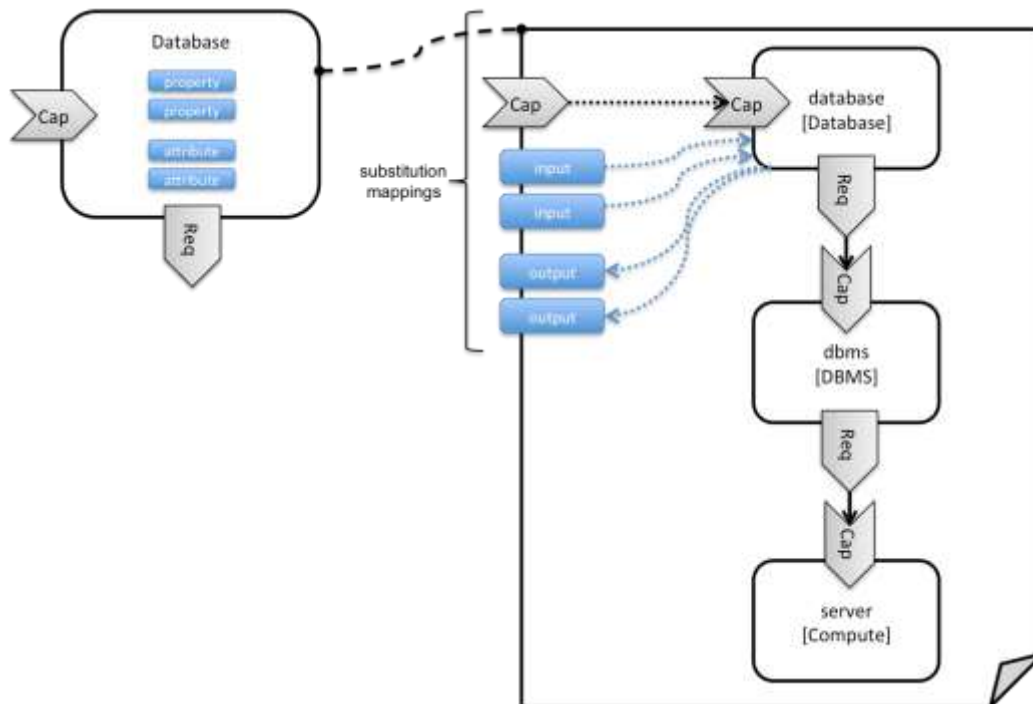 Database
Cap
property
property
attribute
attribute
Req
substitution
mappings
Cap
input
input
output
output
Cap
database
[Database]
Req
Cap
dbms
[DBMS]
Req
Cap
server
[Compute]